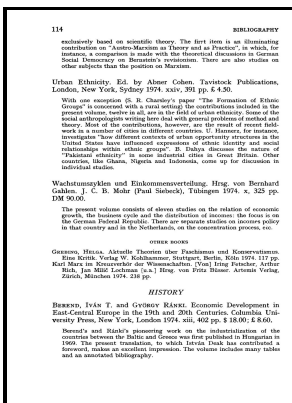 114 BIBLIOGRAPHY
exclusively based on scientific theory. The first item is an illuminating
contribution on "Austro-Marxism as Theory and as Practice", in which, for
instance, a comparison is made with the theoretical discussions in German
Social Democracy on Bernstein's revisionism. There are also studies on
other subjects than the position on Marxism.
Urban Ethnicity. Ed. by Abner Cohen. Tavistock Publications,
London, New York, Sydney 1974. xxiv, 391 pp. £ 4.50.
With one exception (S. R. Charsley's paper "The Formation of Ethnic
Groups" is concerned with a rural setting) the contributions included in the
present volume, twelve in all, are in the field of urban ethnicity. Some of the
social anthropologists writing here deal with general problems of method and
theory. Most of the contributions, however, are the result of recent field-
work in a number of cities in different countries. U. Hannerz, for instance,
investigates "how different contexts of urban opportunity structures in the
United States have influenced expressions of ethnic identity and social
relationships within ethnic groups". B. Dahya discusses the nature of
"Pakistani ethnicity" in some industrial cities in Great Britain. Other
countries, like Ghana, Nigeria and Indonesia, come up for discussion in
individual studies.
Wachstumszyklen und Einkommensverteilung. Hrsg. von Bernhard
Gahlen. J. C. B. Mohr (Paul Siebeck), Tübingen 1974. x, 325 pp.
DM 90.00.
The present volume consists of eleven studies on the relation of economic
growth, the business cycle and the distribution of incomes: the focus is on
the German Federal Republic. There are separate studies on incomes policy
in that country and in the Netherlands, on the concentration process, etc.
OTHER BOOKS
GREBING, HELGA. Aktuelle Theorien über Faschismus und Konservatismus.
Eine Kritik. Verlag W. Kohlhammer, Stuttgart, Berlin, Köln 1974. 117 pp.
Karl Marx im Kreuzverhör der Wissenschaften. [Von] Iring Fetscher, Arthur
Rich, Jan Milič Lochman [u.a.] Hrsg. von Fritz Büsser. Artemis Verlag,
Zürich, München 1974. 238 pp.
HISTORY
BEREND, IVÁN T. and GYÖRGY RÁNKI. Economic Development in
East-Central Europe in the 19th and 20th Centuries. Columbia Uni-
versity Press, New York, London 1974. xiii, 402 pp. $ 18.00; £ 8.60.
Berend's and Ránki's pioneering work on the industrialization of the
countries between the Baltic and Greece was first published in Hungarian in
1969. The present translation, to which István Deak has contributed a
foreword, makes an excellent impression. The volume includes many tables
and an annotated bibliography.